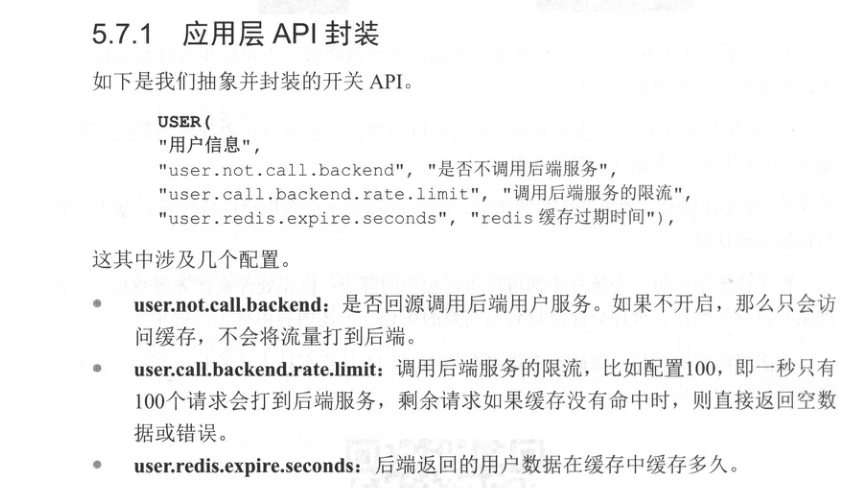 5.7.1 应用层 API 封装
如下是我们抽象并封装的开关 API。
USER(
"用户信息",
"user.not.call.backend", "是否不调用后端服务",
"user.call.backend.rate.limit", "调用后端服务的限流",
"user.redis.expire.seconds", "redis 缓存过期时间"),
这其中涉及几个配置。
● user.not.call.backend：是否回源调用后端用户服务。如果不开启，那么只会访
问缓存，不会将流量打到后端。
● user.call.backend.rate.limit：调用后端服务的限流，比如配置100，即一秒只有
100个请求会打到后端服务，剩余请求如果缓存没有命中时，则直接返回空数
据或错误。
● user.redis.expire.seconds：后端返回的用户数据在缓存中缓存多久。